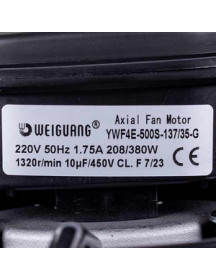 WEIGUANG®
Axial Fan Motor
YWF4E-500S-137/35-G
220V 50Hz 1.75A 208/380W
1320r/min 10μF/450V CL. F 7/23